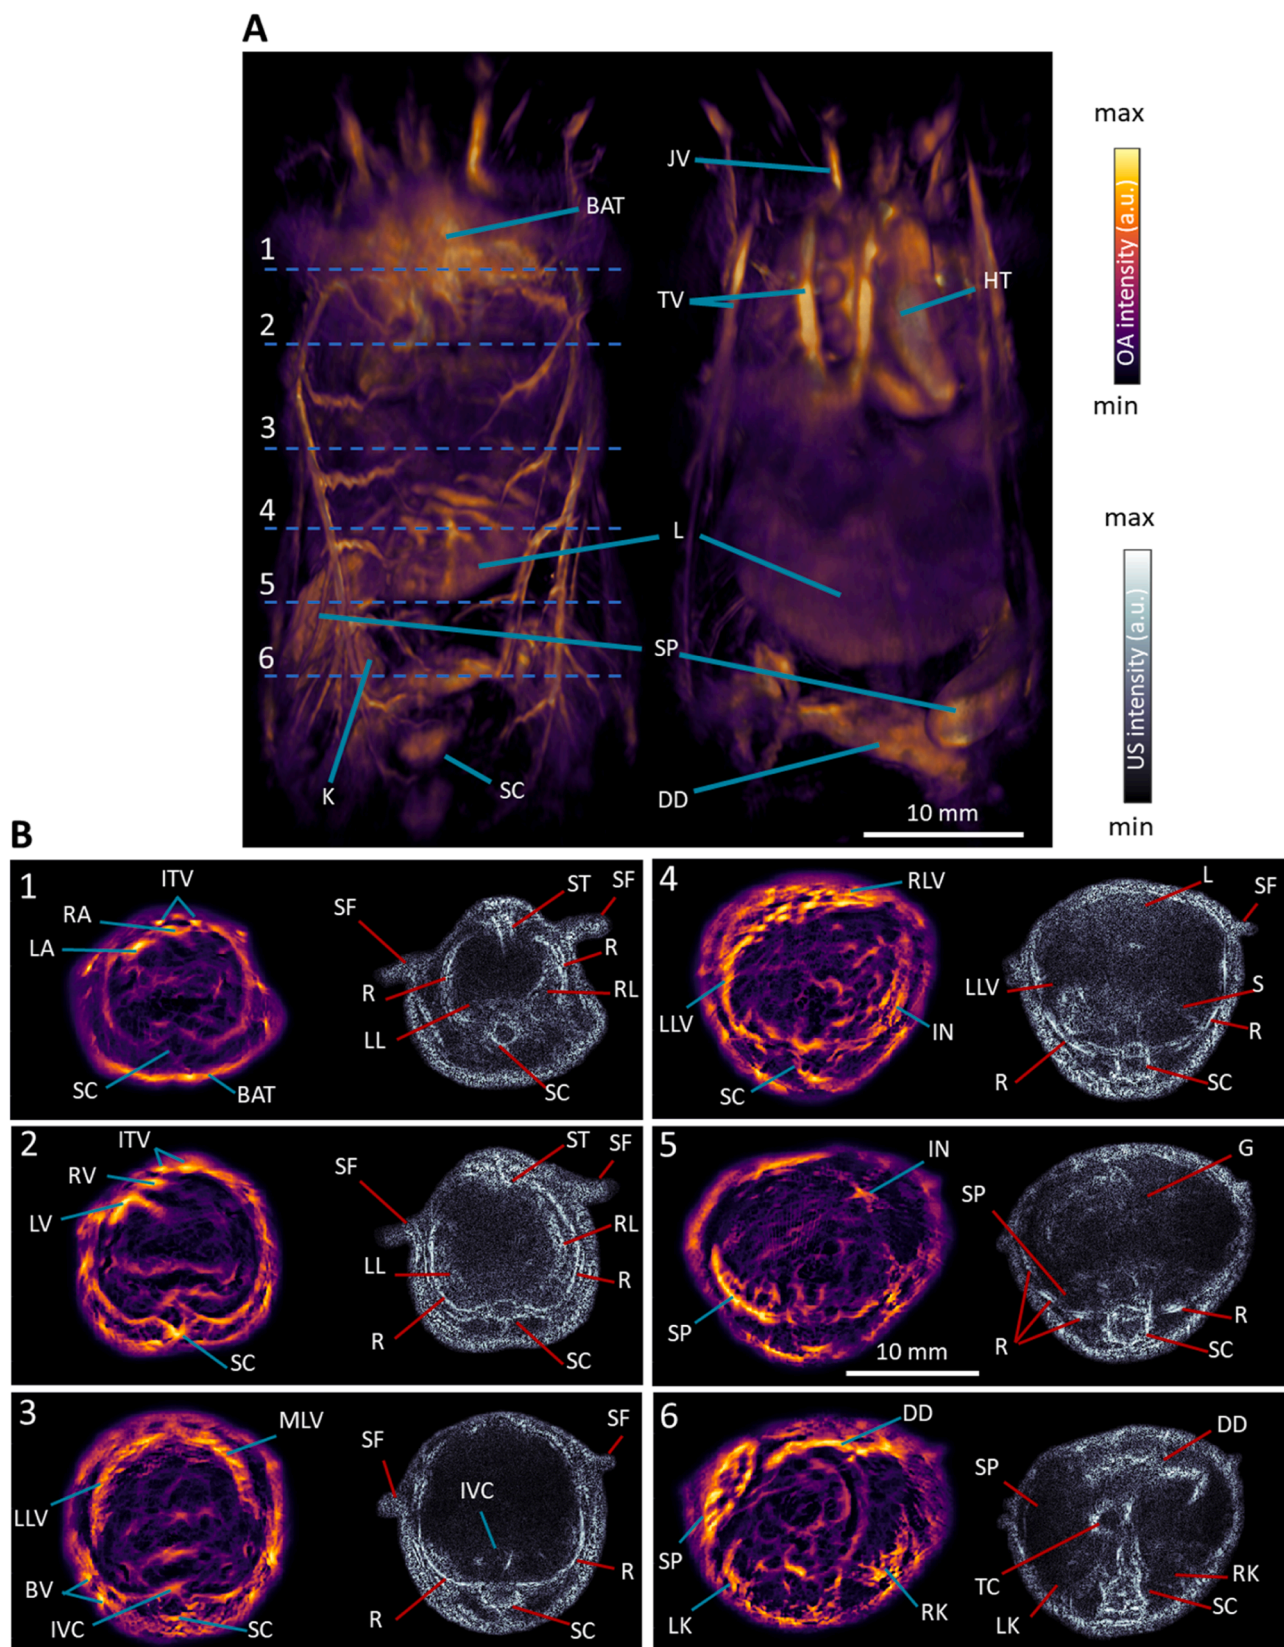 A
max
OA intensity (a.u.)
min
max
US intensity (a.u.)
min
JV
BAT
1
TV
HT
2
3
4
L
5
SP
6
K
SC
DD
10 mm
B
1
ITV
RA
LA
SC
BAT
SF
ST
SF
R
R
RL
LL
SC
2
ITV
RV
LV
SC
SF
ST
SF
RL
LL
R
R
SC
3
MLV
LLV
BV
IVC
SC
SF
SF
IVC
R
R
SC
4
RLV
LLV
IN
SC
L
SF
LLV
S
R
R
SC
5
IN
SP
10 mm
G
SP
R
R
SC
6
DD
SP
LK
RK
DD
SP
TC
RK
LK
SC